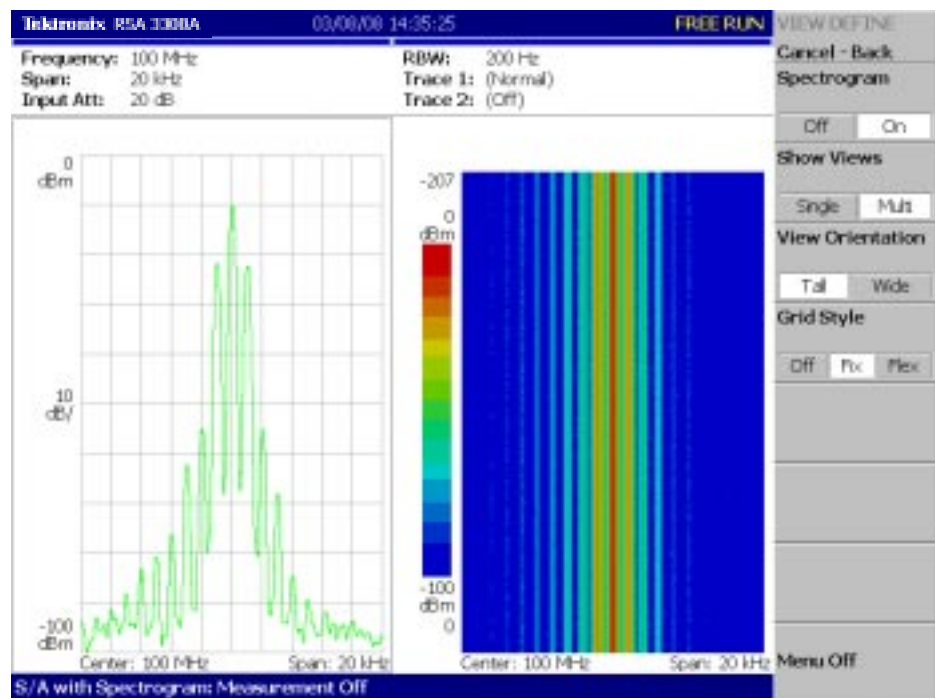 Tektronix RSA 3308A 03/08/08 14:35:25 FREE RUN
Frequency: 100 MHz
Span: 20 kHz
Input Att: 20 dB
RBW: 200 Hz
Trace 1: (Normal)
Trace 2: (Off)
0
dBm
10
dB/
-100
dBm
Center: 100 MHz Span: 20 kHz
-207
0
dBm
-100
dBm
0
Center: 100 MHz Span: 20 kHz
S/A with Spectrogram: Measurement Off
VIEW DEFINE
Cancel - Back
Spectrogram
Off On
Show Views
Single Multi
View Orientation
Tall Wide
Grid Style
Off Fix Flex
Menu Off